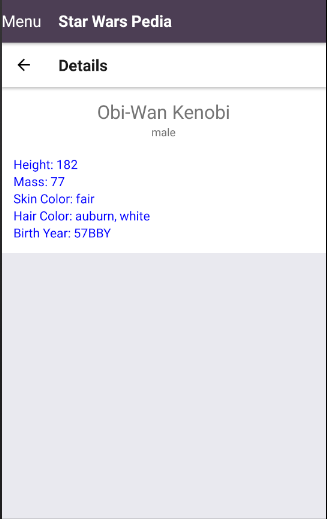 Menu Star Wars Pedia
Details
Obi-Wan Kenobi
male
Height: 182
Mass: 77
Skin Color: fair
Hair Color: auburn, white
Birth Year: 57BBY